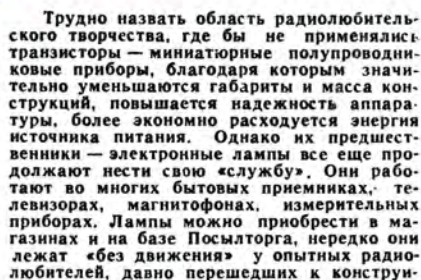 Трудно назвать область радиолюбитель-
ского творчества, где бы не применялись
транзисторы — миниатюрные полупроводни-
ковые приборы, благодаря которым значи-
тельно уменьшаются габариты и масса кон-
струкций, повышается надежность аппара-
туры, более экономно расходуется энергия
источника питания. Однако их предшест-
венники — электронные лампы все еще про-
должают нести свою «службу». Они рабо-
тают во многих бытовых приемниках, те-
левизорах, магнитофонах, измерительных
приборах. Лампы можно приобрести в ма-
газинах и на базе Посылторга, нередко они
лежат «без движения» у опытных радио-
любителей, давно перешедших к конструи-